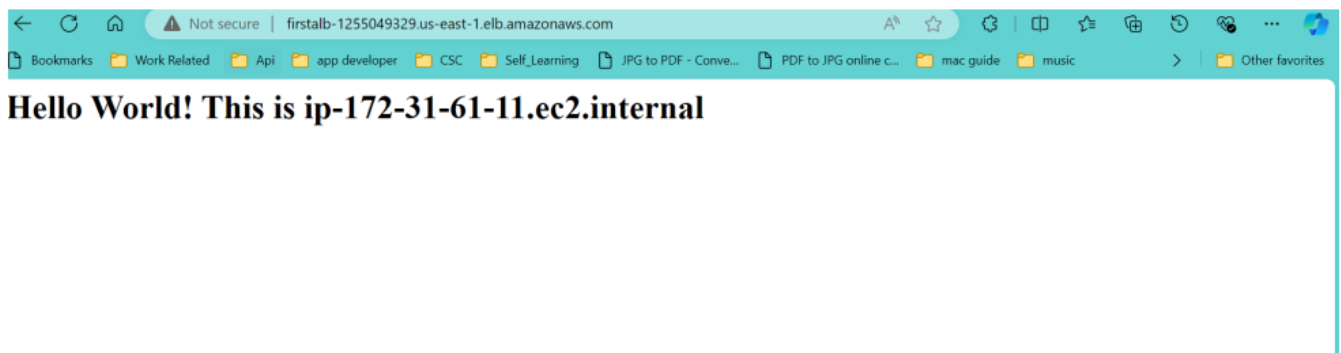 Not secure | firstalb-1255049329.us-east-1.elb.amazonaws.com
Bookmarks Work Related Api app developer CSC Self_Learning JPG to PDF - Conve... PDF to JPG online c... mac guide music Other favorites
Hello World! This is ip-172-31-61-11.ec2.internal